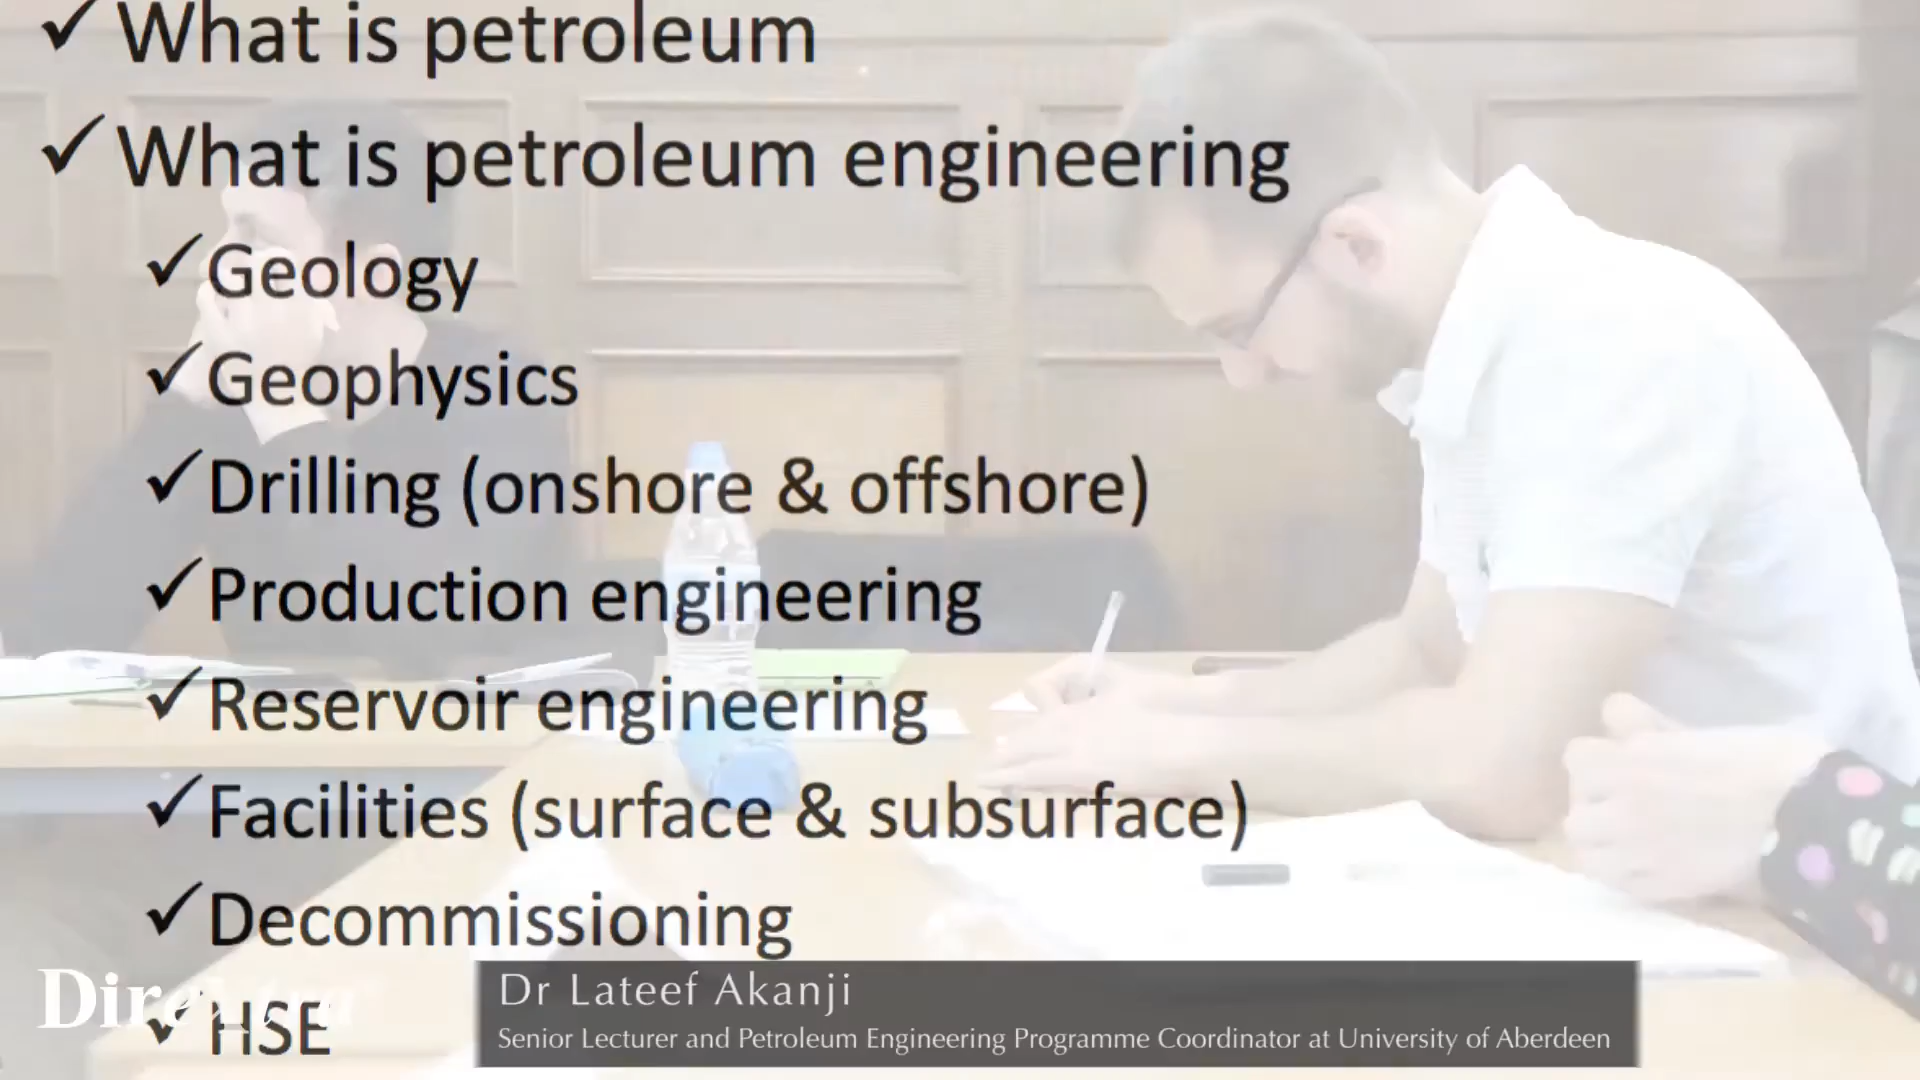 ✓ What is petroleum
✓ What is petroleum engineering
✓ Geology
✓ Geophysics
✓ Drilling (onshore & offshore)
✓ Production engineering
✓ Reservoir engineering
✓ Facilities (surface & subsurface)
✓ Decommissioning
✓ HSE
Dr Lateef Akanji
Senior Lecturer and Petroleum Engineering Programme Coordinator at University of Aberdeen